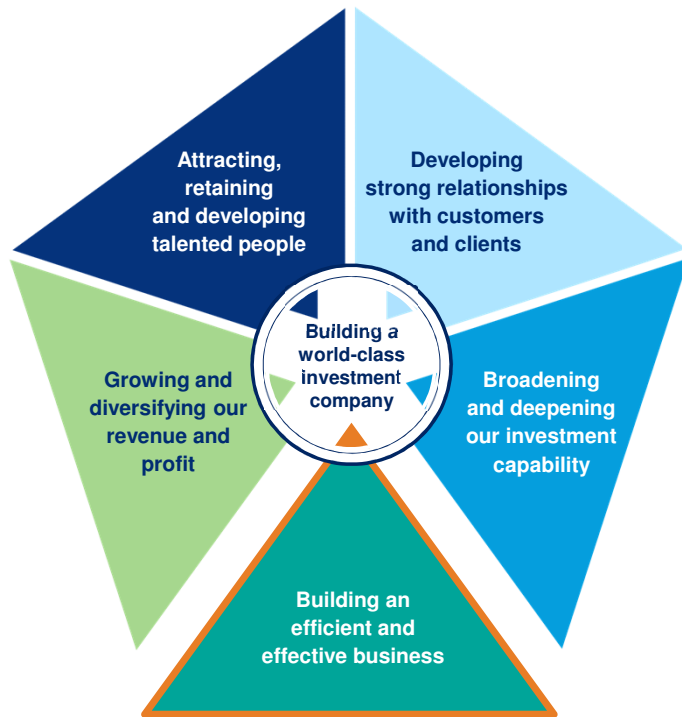 Attracting,
retaining
and developing
talented people
Developing
strong relationships
with customers
and clients
Building a
world-class
investment
company
Growing and
diversifying our
revenue and
profit
Broadening
and deepening
our investment
capability
Building an
efficient and
effective business